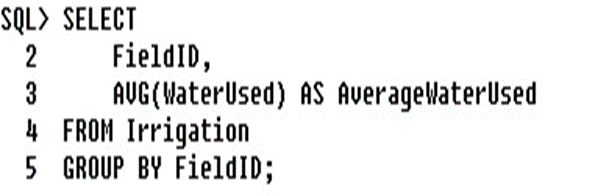 SQL> SELECT
2 FieldID,
3 AVG(WaterUsed) AS AverageWaterUsed
4 FROM Irrigation
5 GROUP BY FieldID;